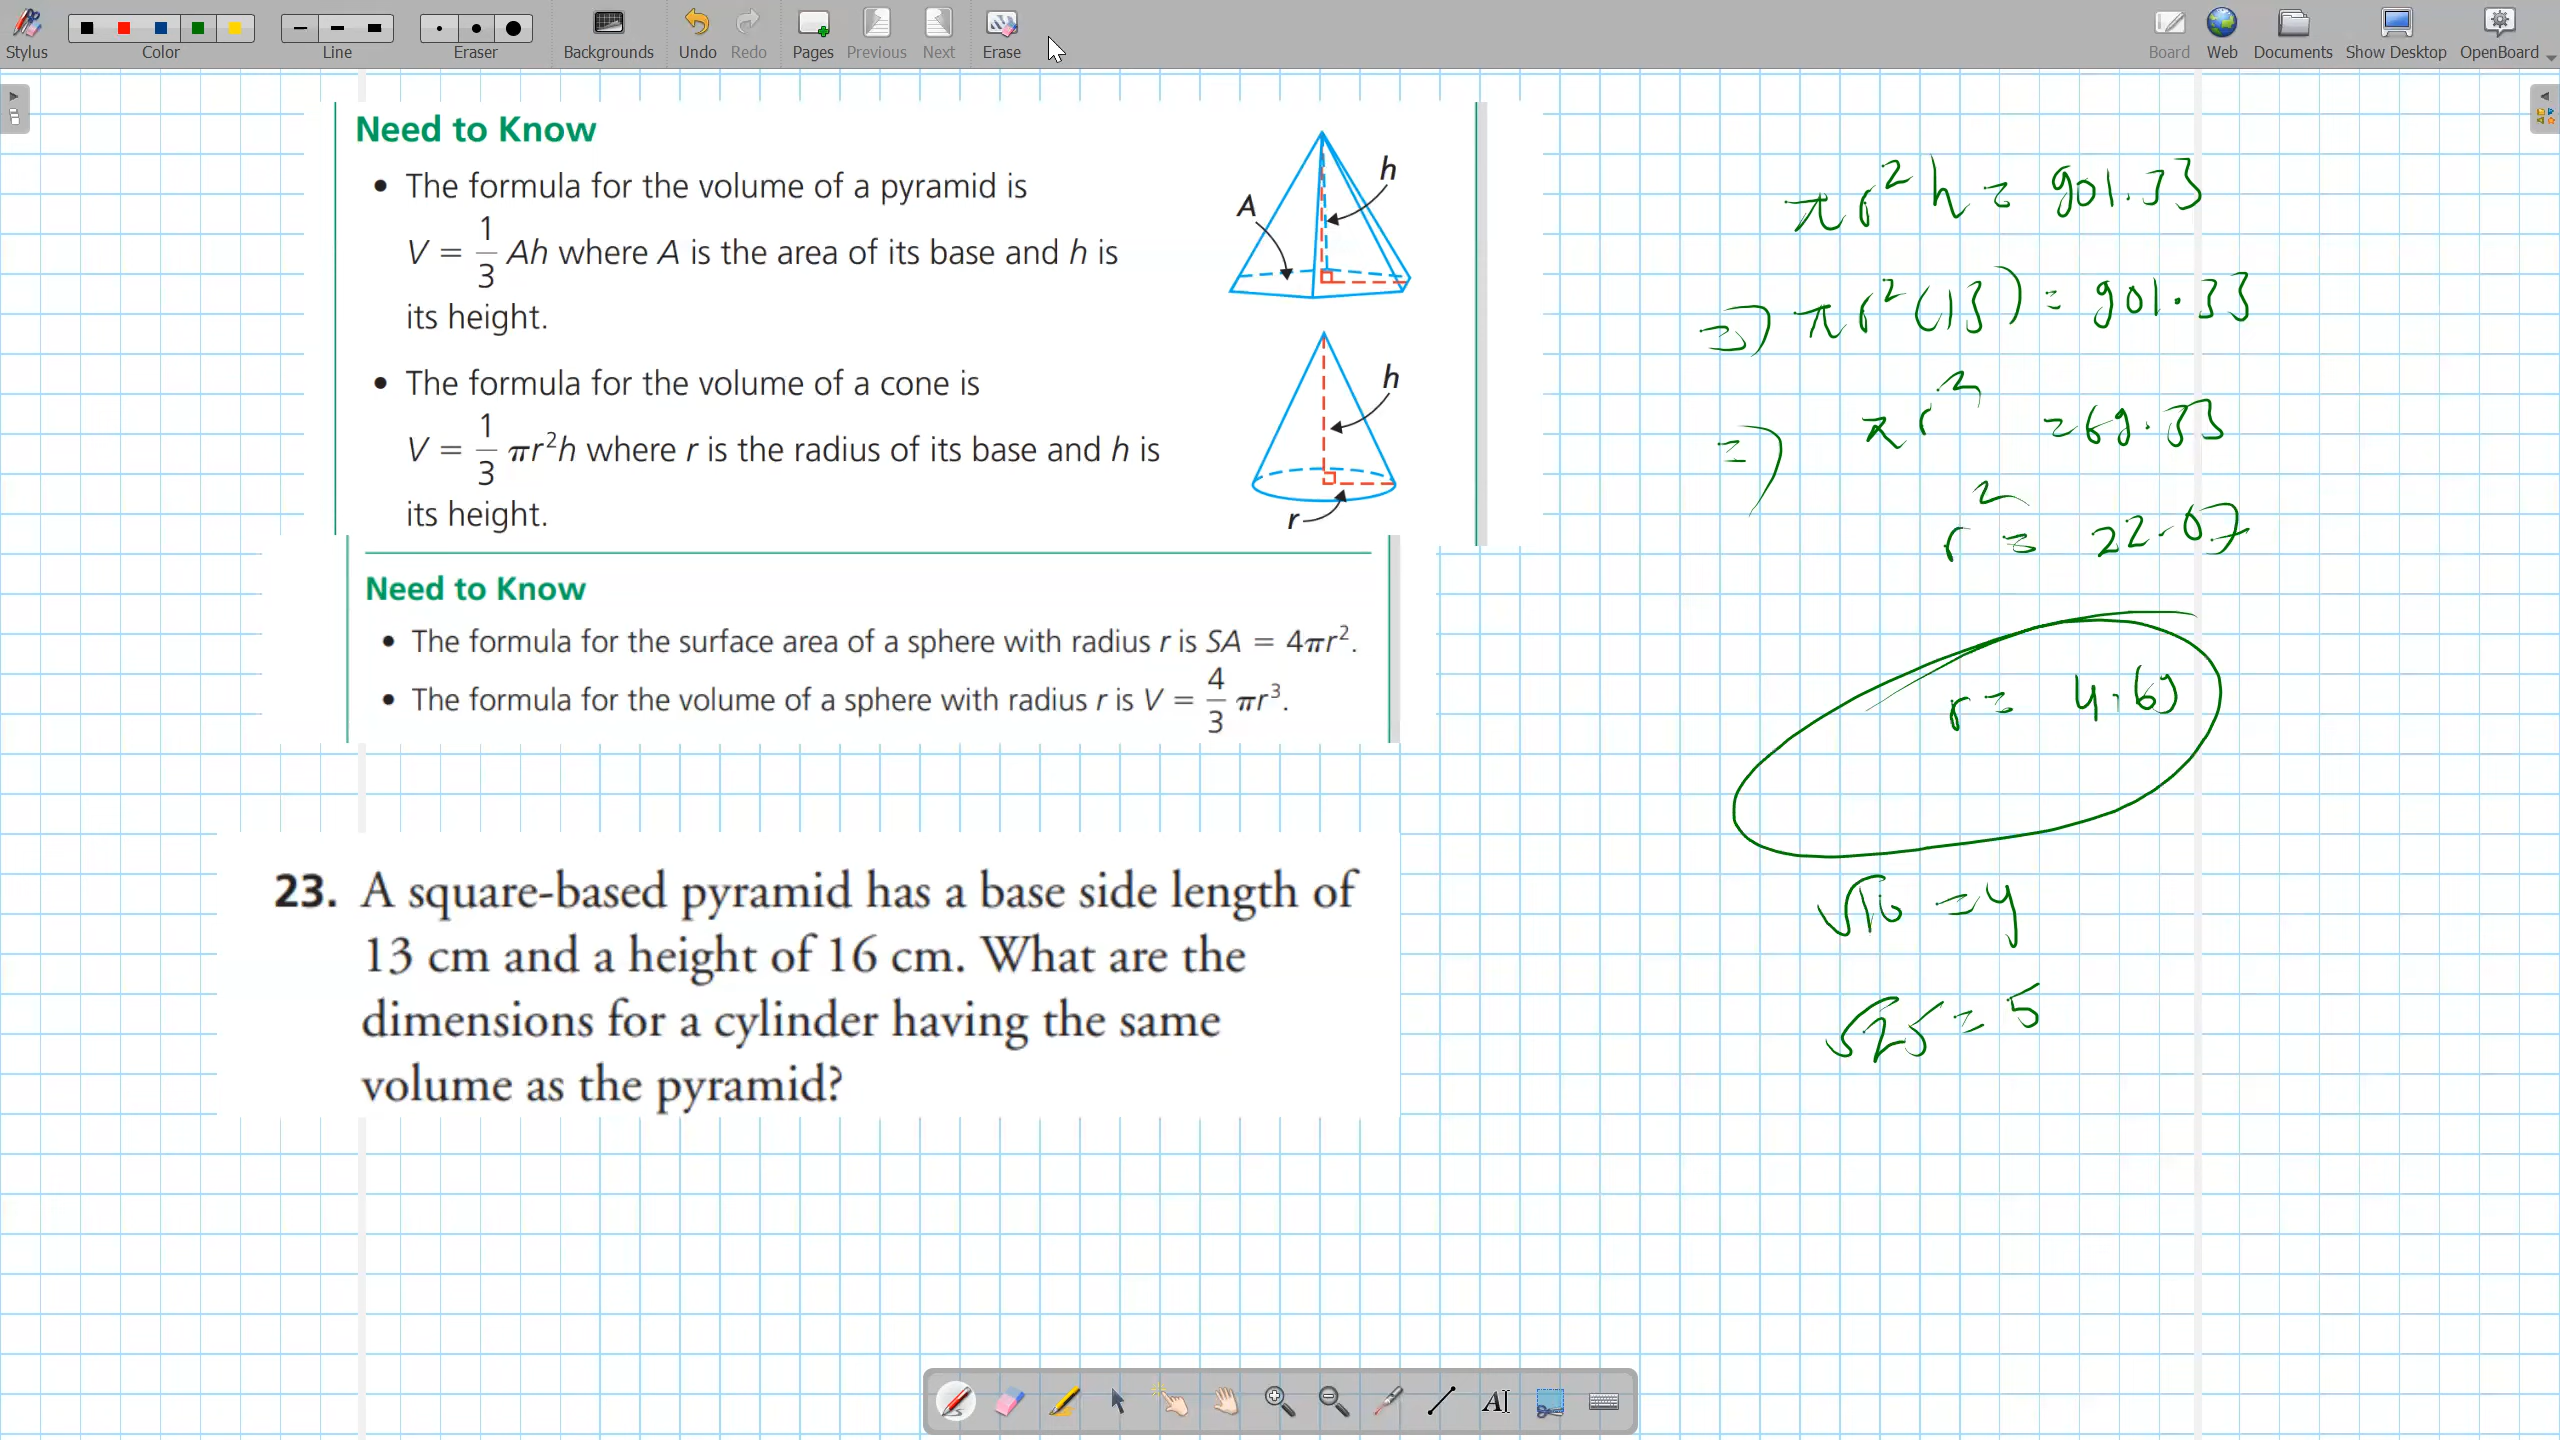 Stylus Color Line Eraser Backgrounds Undo Redo Pages Previous Next Erase Board Web Documents Show Desktop OpenBoard
Need to Know
• The formula for the volume of a pyramid is
V = 1/3 Ah where A is the area of its base and h is
its height.
A
h
• The formula for the volume of a cone is
V = 1/3 πr²h where r is the radius of its base and h is
its height.
h
r
Need to Know
• The formula for the surface area of a sphere with radius r is SA = 4πr².
• The formula for the volume of a sphere with radius r is V = 4/3 πr³.
23. A square-based pyramid has a base side length of
13 cm and a height of 16 cm. What are the
dimensions for a cylinder having the same
volume as the pyramid?
πr²h = 901.33
⇒ πr²(13) = 901.33
⇒ πr² = 69.33
r² = 22.07
r = 4.69
√16 = 4
√25 = 5
AI